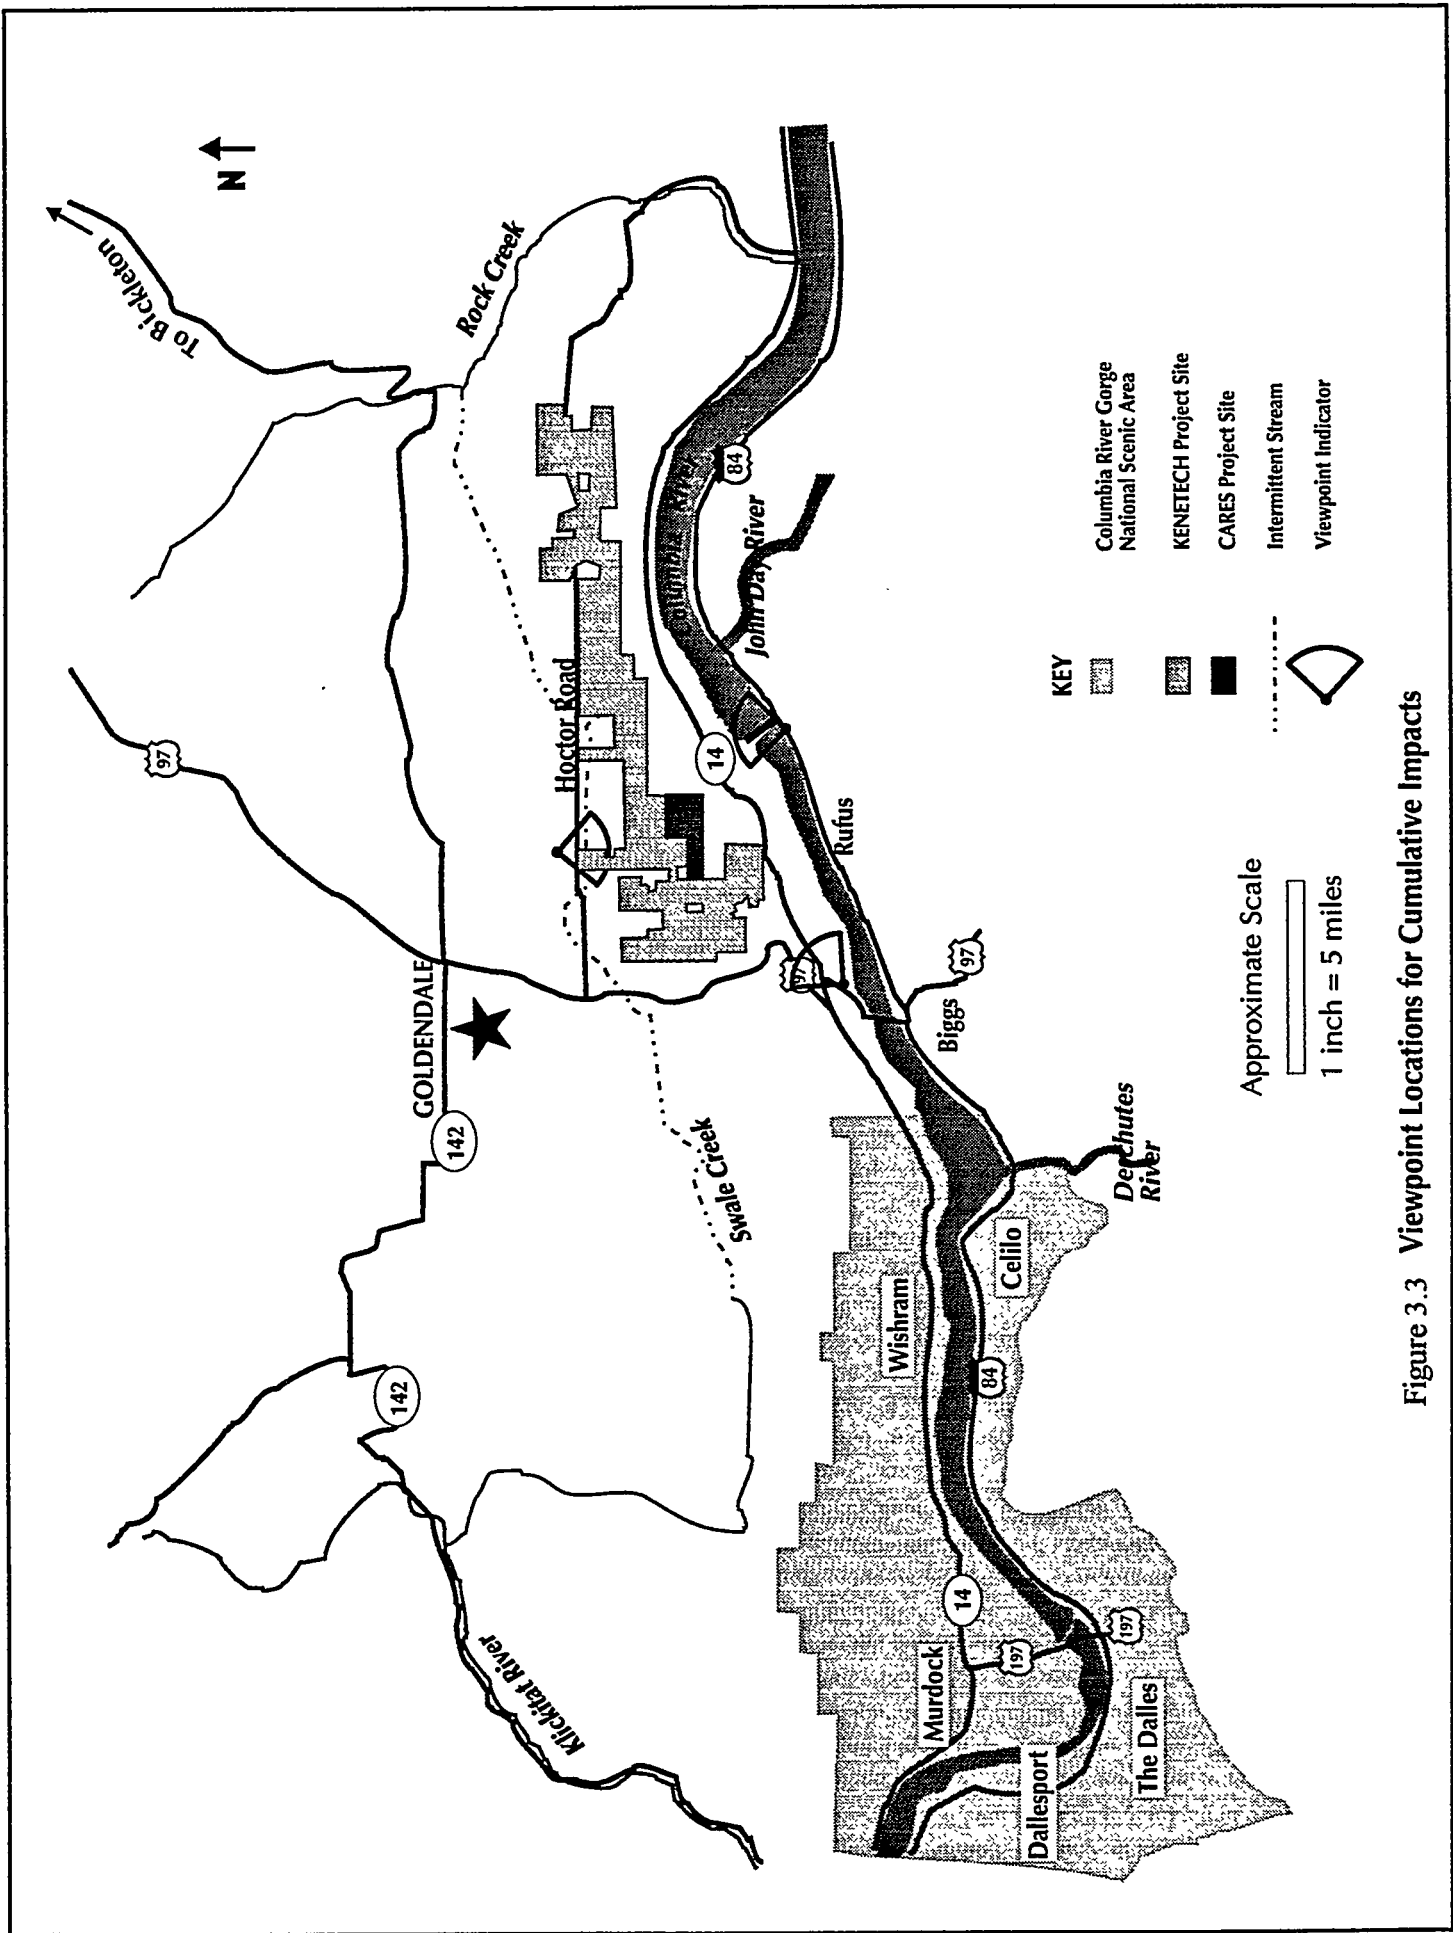 To Bickleton
N
97
Rock Creek
GOLDENDALE
142
142
Klickitat River
Hoctor Road
Swale Creek
14
Columbia River
84
John Day River
Rufus
97
Biggs
97
Wishram
Celilo
84
Deschutes
River
14
Murdock
197
197
Dallesport
The Dalles
KEY
Columbia River Gorge
National Scenic Area
KENETECH Project Site
CARES Project Site
Intermittent Stream
Viewpoint Indicator
Approximate Scale
1 inch = 5 miles
Figure 3.3 Viewpoint Locations for Cumulative Impacts